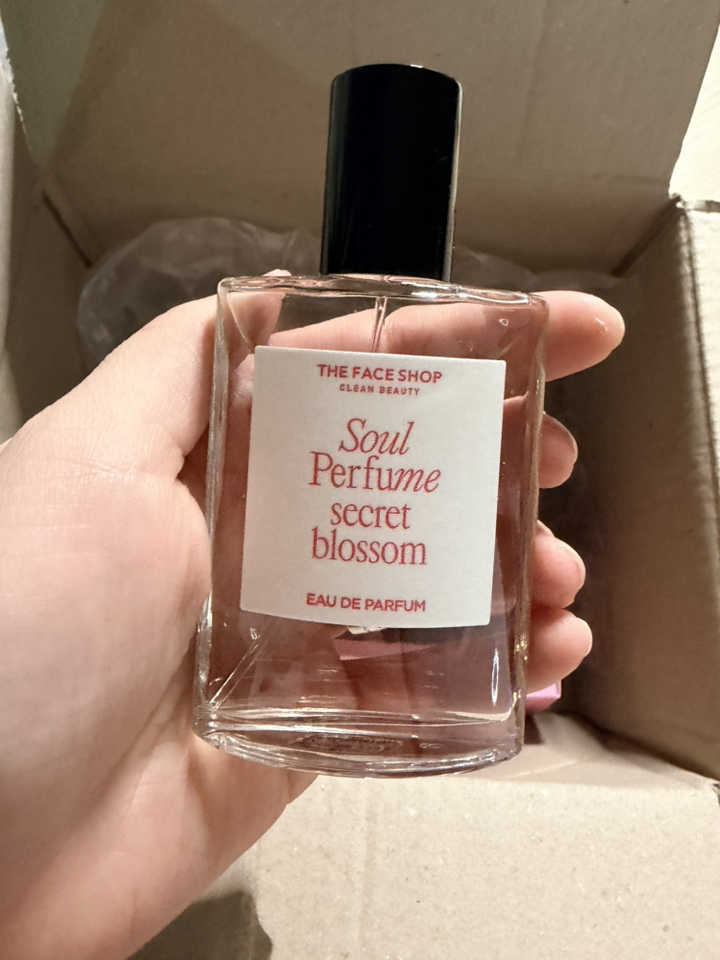 THE FACE SHOP
CLEAN BEAUTY
Soul
Perfume
secret
blossom
EAU DE PARFUM